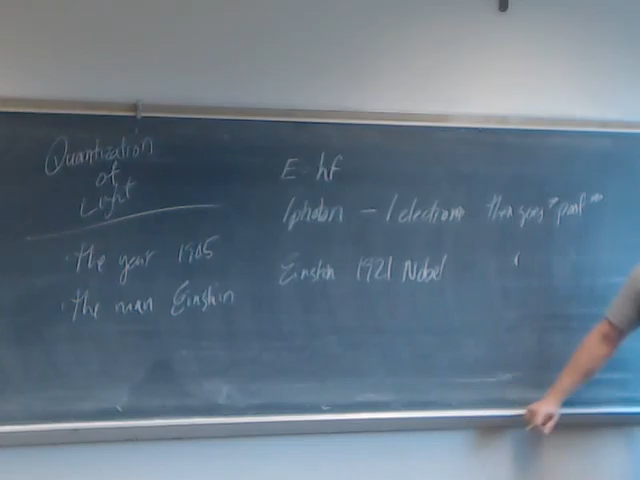 Quantization
of
Light
· the year 1905
· the man Einstein
E = hf
1 photon - 1 electron then goes "poof"
Einstein 1921 Nobel